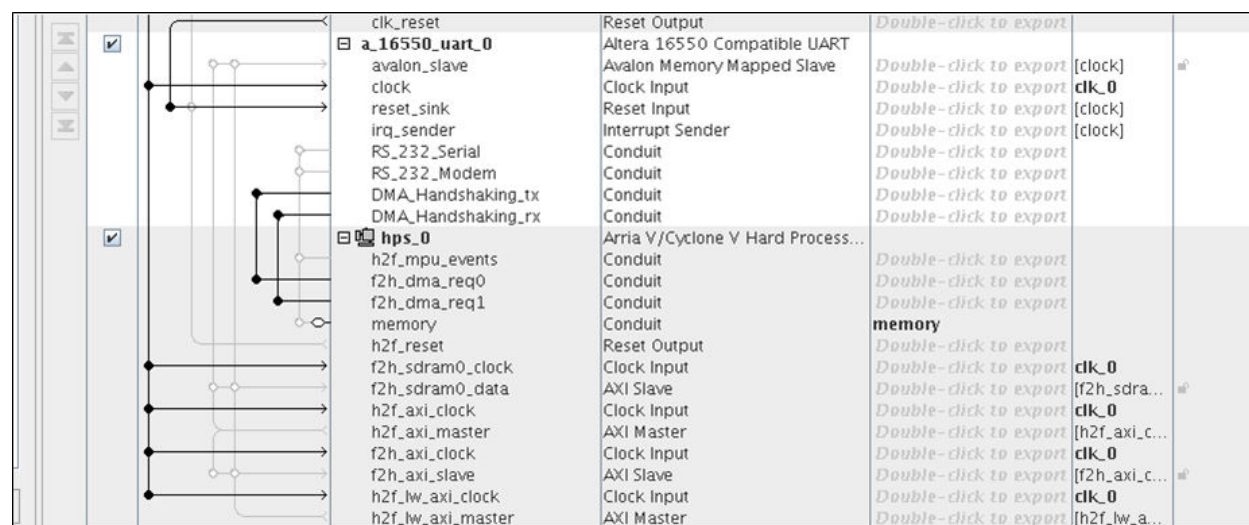 clk_reset Reset Output Double-click to export
a_16550_uart_0 Altera 16550 Compatible UART
avalon_slave Avalon Memory Mapped Slave Double-click to export [clock]
clock Clock Input Double-click to export clk_0
reset_sink Reset Input Double-click to export [clock]
irq_sender Interrupt Sender Double-click to export [clock]
RS_232_Serial Conduit Double-click to export
RS_232_Modem Conduit Double-click to export
DMA_Handshaking_tx Conduit Double-click to export
DMA_Handshaking_rx Conduit Double-click to export
hps_0 Arria V/Cyclone V Hard Process...
h2f_mpu_events Conduit Double-click to export
f2h_dma_req0 Conduit Double-click to export
f2h_dma_req1 Conduit Double-click to export
memory Conduit memory
h2f_reset Reset Output Double-click to export
f2h_sdram0_clock Clock Input Double-click to export clk_0
f2h_sdram0_data AXI Slave Double-click to export [f2h_sdra...
h2f_axi_clock Clock Input Double-click to export clk_0
h2f_axi_master AXI Master Double-click to export [h2f_axi_c...
f2h_axi_clock Clock Input Double-click to export clk_0
f2h_axi_slave AXI Slave Double-click to export [f2h_axi_c...
h2f_lw_axi_clock Clock Input Double-click to export clk_0
h2f_lw_axi_master AXI Master Double-click to export [h2f_lw_a...